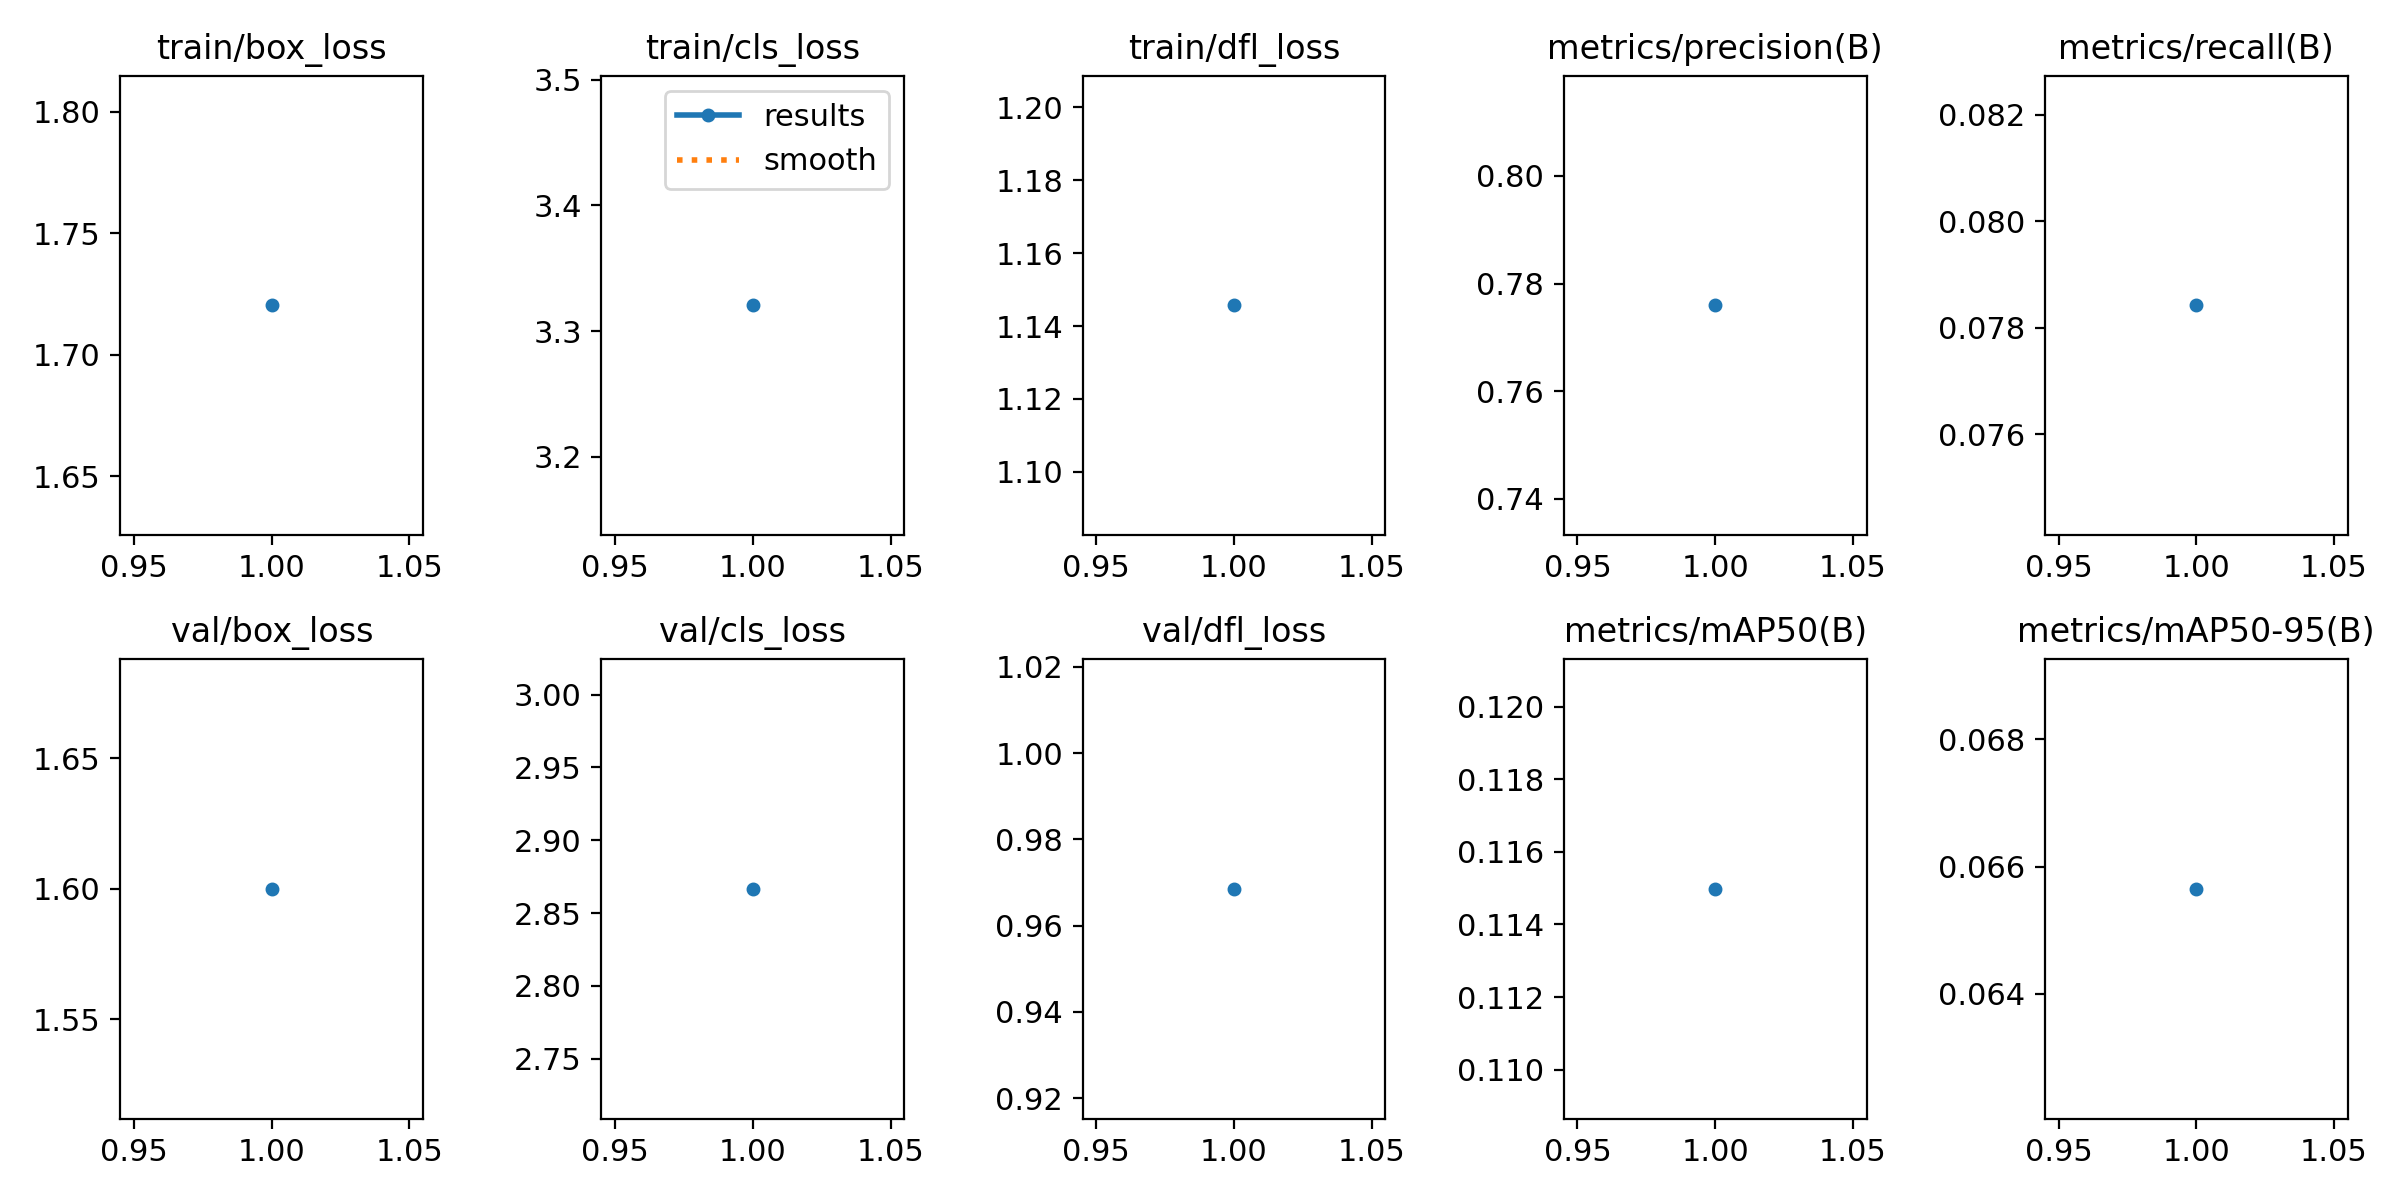 train/box_loss
1.80
1.75
1.70
1.65
0.95 1.00 1.05
train/cls_loss
results
smooth
3.5
3.4
3.3
3.2
0.95 1.00 1.05
train/dfl_loss
1.20
1.18
1.16
1.14
1.12
1.10
0.95 1.00 1.05
metrics/precision(B)
0.80
0.78
0.76
0.74
0.95 1.00 1.05
metrics/recall(B)
0.082
0.080
0.078
0.076
0.95 1.00 1.05
val/box_loss
1.65
1.60
1.55
0.95 1.00 1.05
val/cls_loss
3.00
2.95
2.90
2.85
2.80
2.75
0.95 1.00 1.05
val/dfl_loss
1.02
1.00
0.98
0.96
0.94
0.92
0.95 1.00 1.05
metrics/mAP50(B)
0.120
0.118
0.116
0.114
0.112
0.110
0.95 1.00 1.05
metrics/mAP50-95(B)
0.068
0.066
0.064
0.95 1.00 1.05